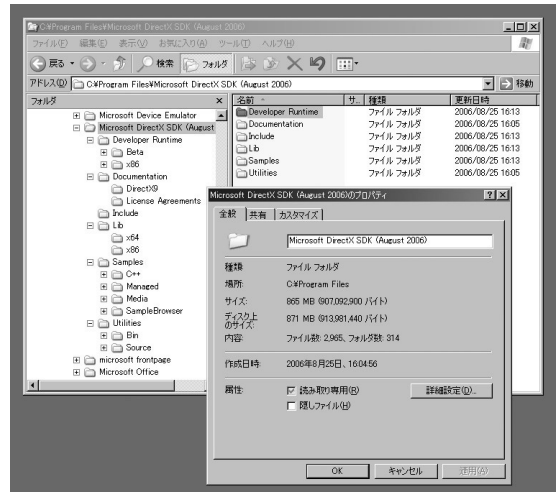 C:¥Program Files¥Microsoft DirectX SDK (August 2006)
ファイル(F) 編集(E) 表示(V) お気に入り(A) ツール(T) ヘルプ(H)
戻る 検索 フォルダ
アドレス(D) C:¥Program Files¥Microsoft DirectX SDK (August 2006) 移動
フォルダ × 名前 サ.. 種類 更新日時
Microsoft Device Emulator
Microsoft DirectX SDK (August
Developer Runtime
Beta
x86
Documentation
DirectX9
License Agreements
Include
Lib
x64
x86
Samples
C++
Managed
Media
SampleBrowser
Utilities
Bin
Source
microsoft frontpage
Microsoft Office
Developer Runtime ファイル フォルダ 2006/08/25 16:13
Documentation ファイル フォルダ 2006/08/25 16:05
Include ファイル フォルダ 2006/08/25 16:13
Lib ファイル フォルダ 2006/08/25 16:13
Samples ファイル フォルダ 2006/08/25 16:13
Utilities ファイル フォルダ 2006/08/25 16:05
Microsoft DirectX SDK (August 2006)のプロパティ
全般 共有 カスタマイズ
Microsoft DirectX SDK (August 2006)
種類: ファイル フォルダ
場所: C:¥Program Files
サイズ: 865 MB (907,092,900 バイト)
ディスク上のサイズ: 871 MB (913,981,440 バイト)
内容: ファイル数: 2,965、フォルダ数: 314
作成日時: 2006年8月25日、16:04:56
属性: 読み取り専用(R) 詳細設定(D)...
隠しファイル(H)
OK キャンセル 適用(A)